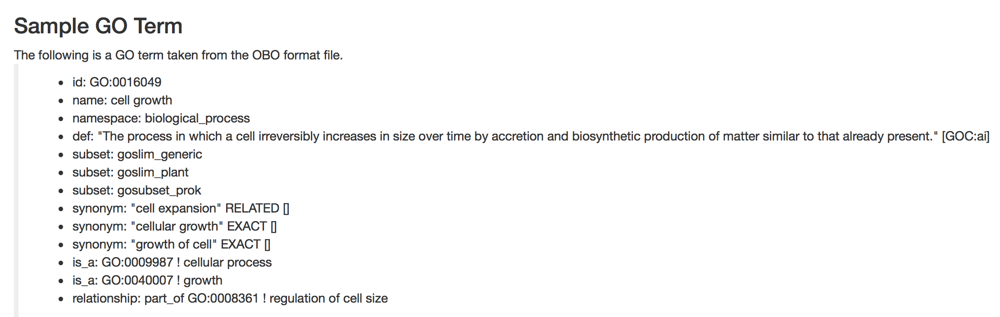 Sample GO Term
The following is a GO term taken from the OBO format file.
• id: GO:0016049
• name: cell growth
• namespace: biological_process
• def: "The process in which a cell irreversibly increases in size over time by accretion and biosynthetic production of matter similar to that already present." [GOC:ai]
• subset: goslim_generic
• subset: goslim_plant
• subset: gosubset_prok
• synonym: "cell expansion" RELATED []
• synonym: "cellular growth" EXACT []
• synonym: "growth of cell" EXACT []
• is_a: GO:0009987 ! cellular process
• is_a: GO:0040007 ! growth
• relationship: part_of GO:0008361 ! regulation of cell size